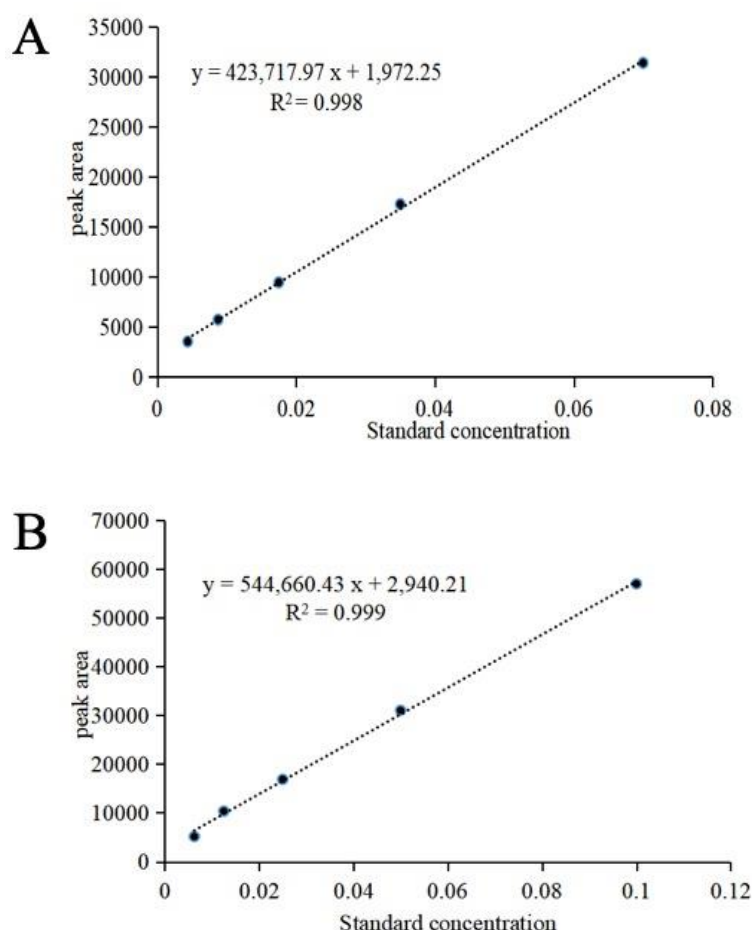 A
35000
30000
25000
20000
15000
10000
5000
0
y = 423,717.97 x + 1,972.25
R² = 0.998
peak area
0
0.02
0.04
0.06
0.08
Standard concentration
B
70000
60000
50000
40000
30000
20000
10000
0
y = 544,660.43 x + 2,940.21
R² = 0.999
peak area
0
0.02
0.04
0.06
0.08
0.1
0.12
Standard concentration